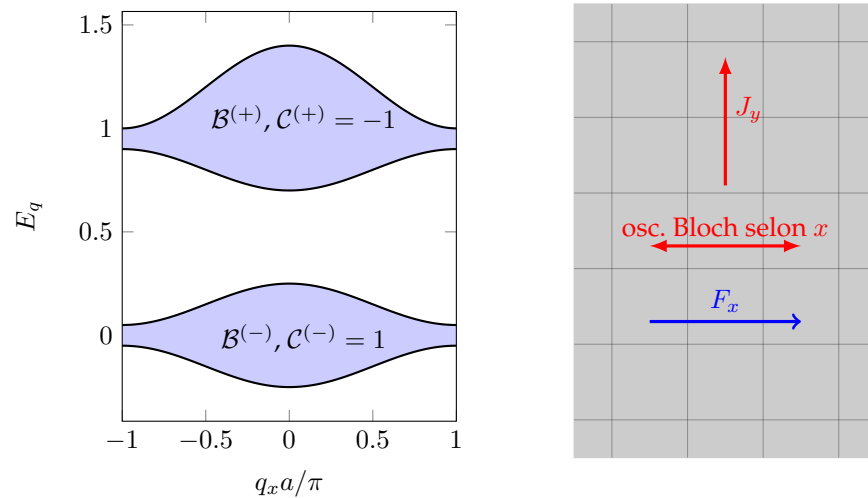 1.5
1
0.5
0
E_q
𝓑^(+), 𝓒^(+) = −1
𝓑^(−), 𝓒^(−) = 1
−1 −0.5 0 0.5 1
q_x a/π
J_y
osc. Bloch selon x
F_x